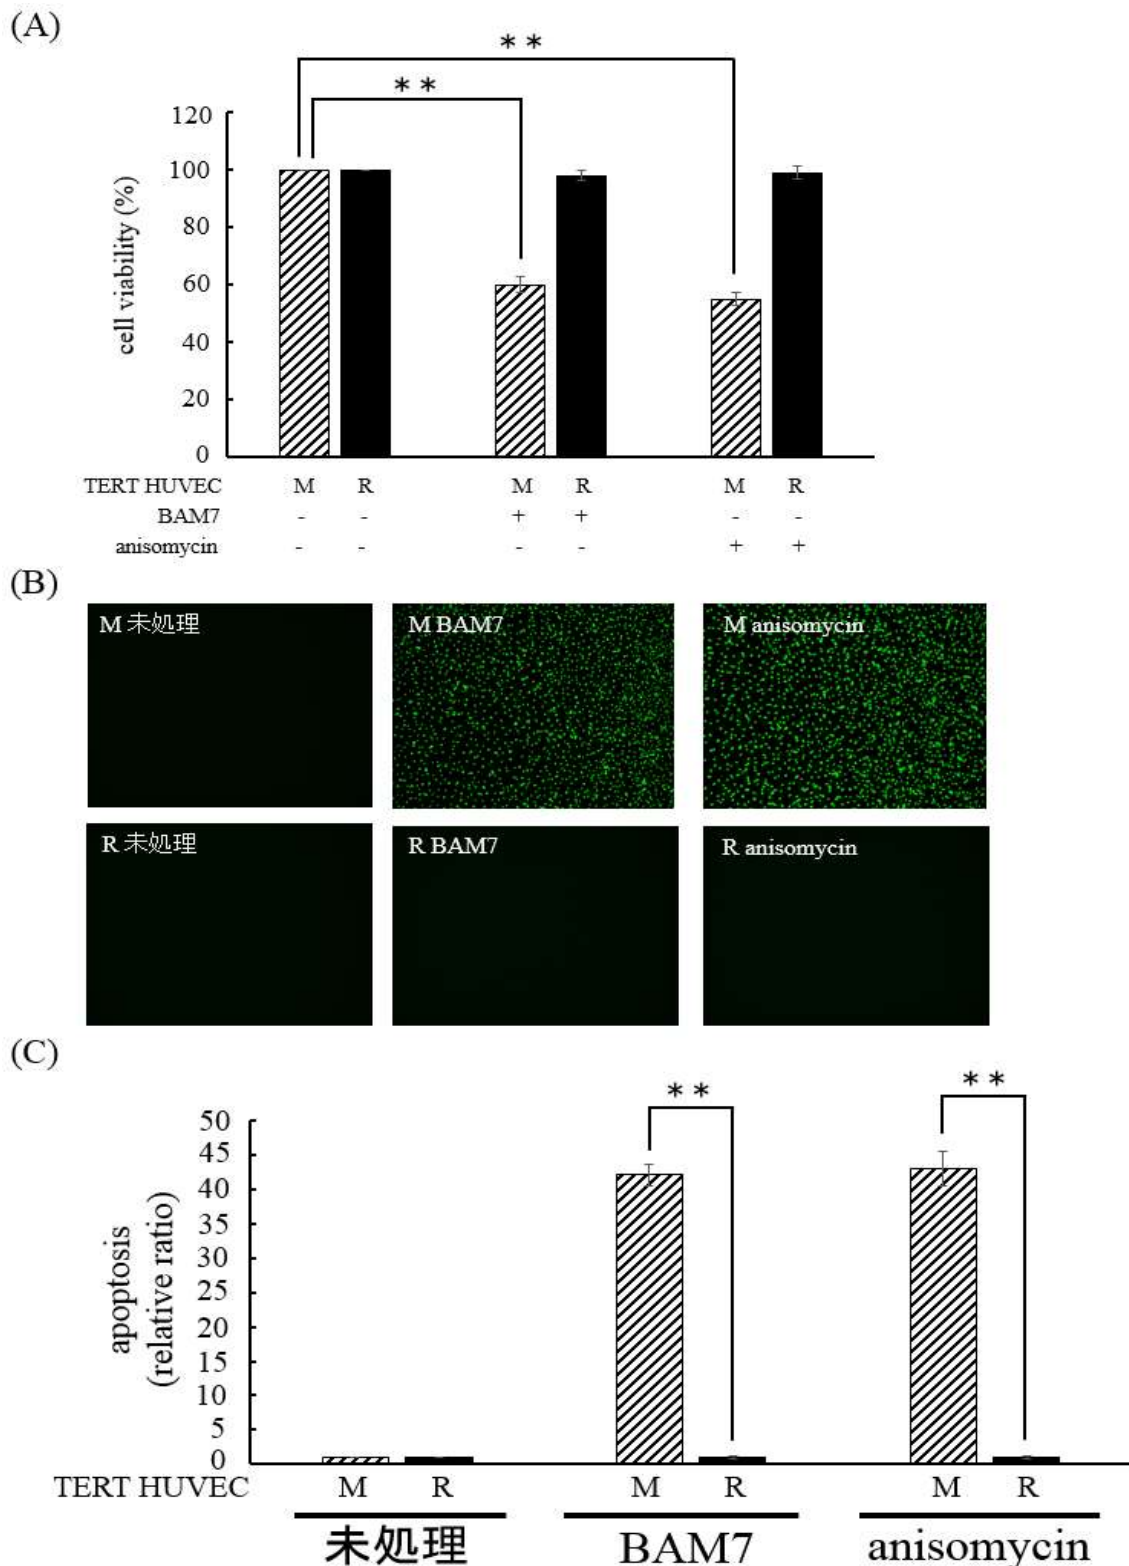 (A)
* *
* *
120
100
80
60
40
20
0
cell viability (%)
TERT HUVEC M R M R M R
BAM7 - - + + - -
anisomycin - - - - + +
(B)
M 未処理 M BAM7 M anisomycin
R 未処理 R BAM7 R anisomycin
(C)
* *
* *
50
45
40
35
30
25
20
15
10
5
0
apoptosis
(relative ratio)
TERT HUVEC M R M R M R
未処理 BAM7 anisomycin